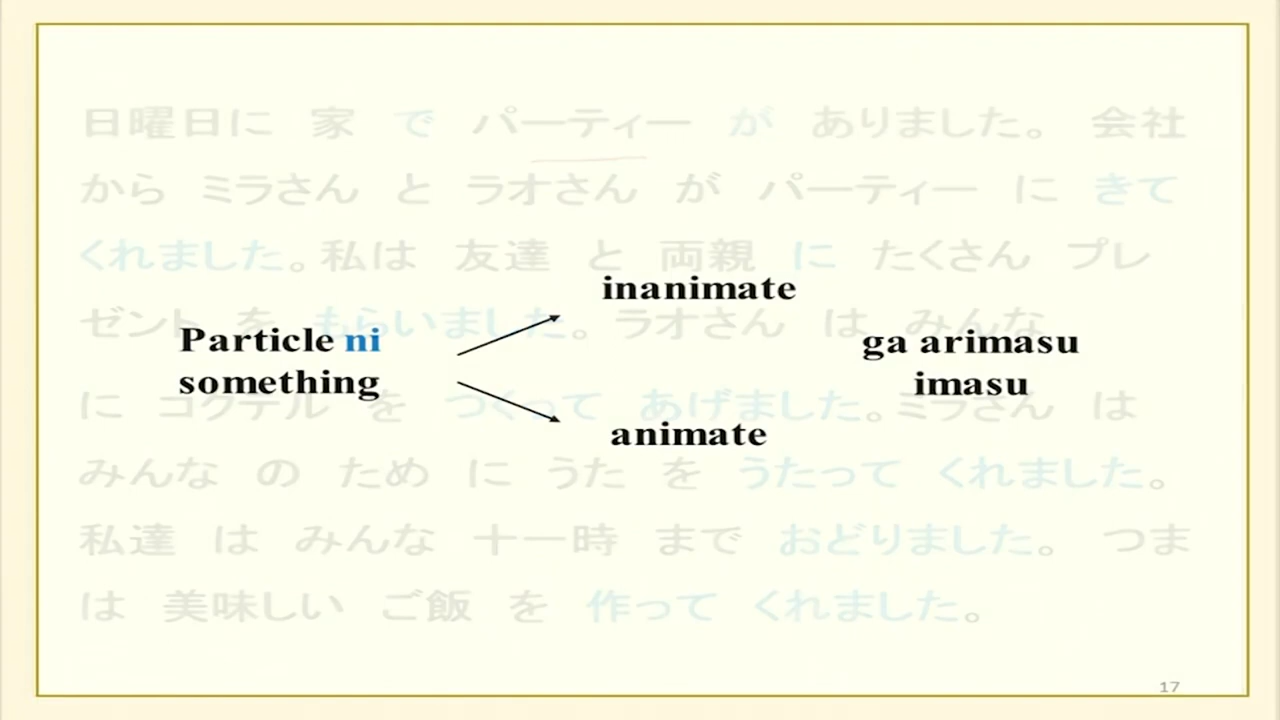 日曜日に 家 で パーティー が ありました。 会社
から ミラさん と ラオさん が パーティー に きて
くれました。私は 友達 と 両親 に たくさん プレ
ゼント を もらいました。ラオさん は みんな
に コクテル を つくって あげました。ミラさん は
みんな の ため に うた を うたって くれました。
私達 は みんな 十一時 まで おどりました。 つま
は 美味しい ご飯 を 作って くれました。
Particle ni
something
inanimate
animate
ga arimasu
imasu
17